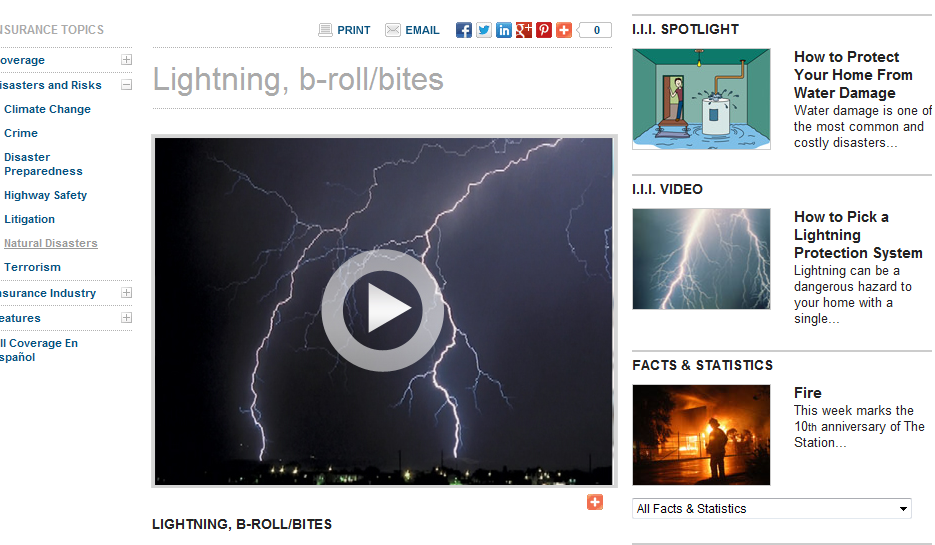 NSURANCE TOPICS
overage
isasters and Risks
Climate Change
Crime
Disaster
Preparedness
Highway Safety
Litigation
Natural Disasters
Terrorism
nsurance Industry
eatures
ll Coverage En
spañol
PRINT EMAIL 0
Lightning, b-roll/bites
LIGHTNING, B-ROLL/BITES
I.I.I. SPOTLIGHT
How to Protect
Your Home From
Water Damage
Water damage is one of
the most common and
costly disasters...
I.I.I. VIDEO
How to Pick a
Lightning
Protection System
Lightning can be a
dangerous hazard to
your home with a
single...
FACTS & STATISTICS
Fire
This week marks the
10th anniversary of The
Station...
All Facts & Statistics